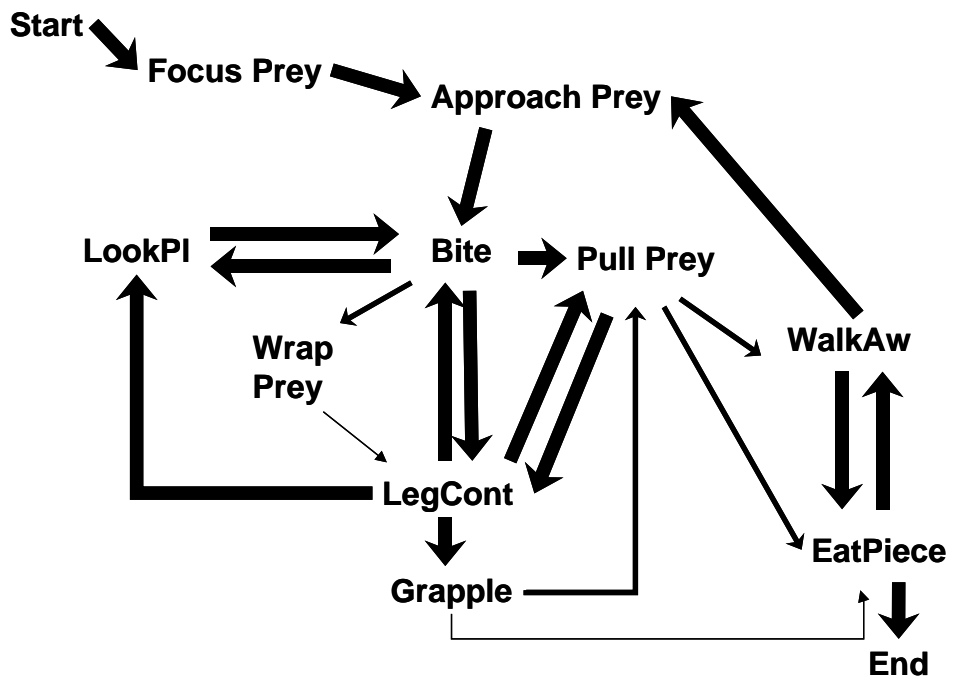 Start
Focus Prey
Approach Prey
LookPl
Bite
Pull Prey
Wrap
Prey
WalkAw
LegCont
EatPiece
Grapple
End